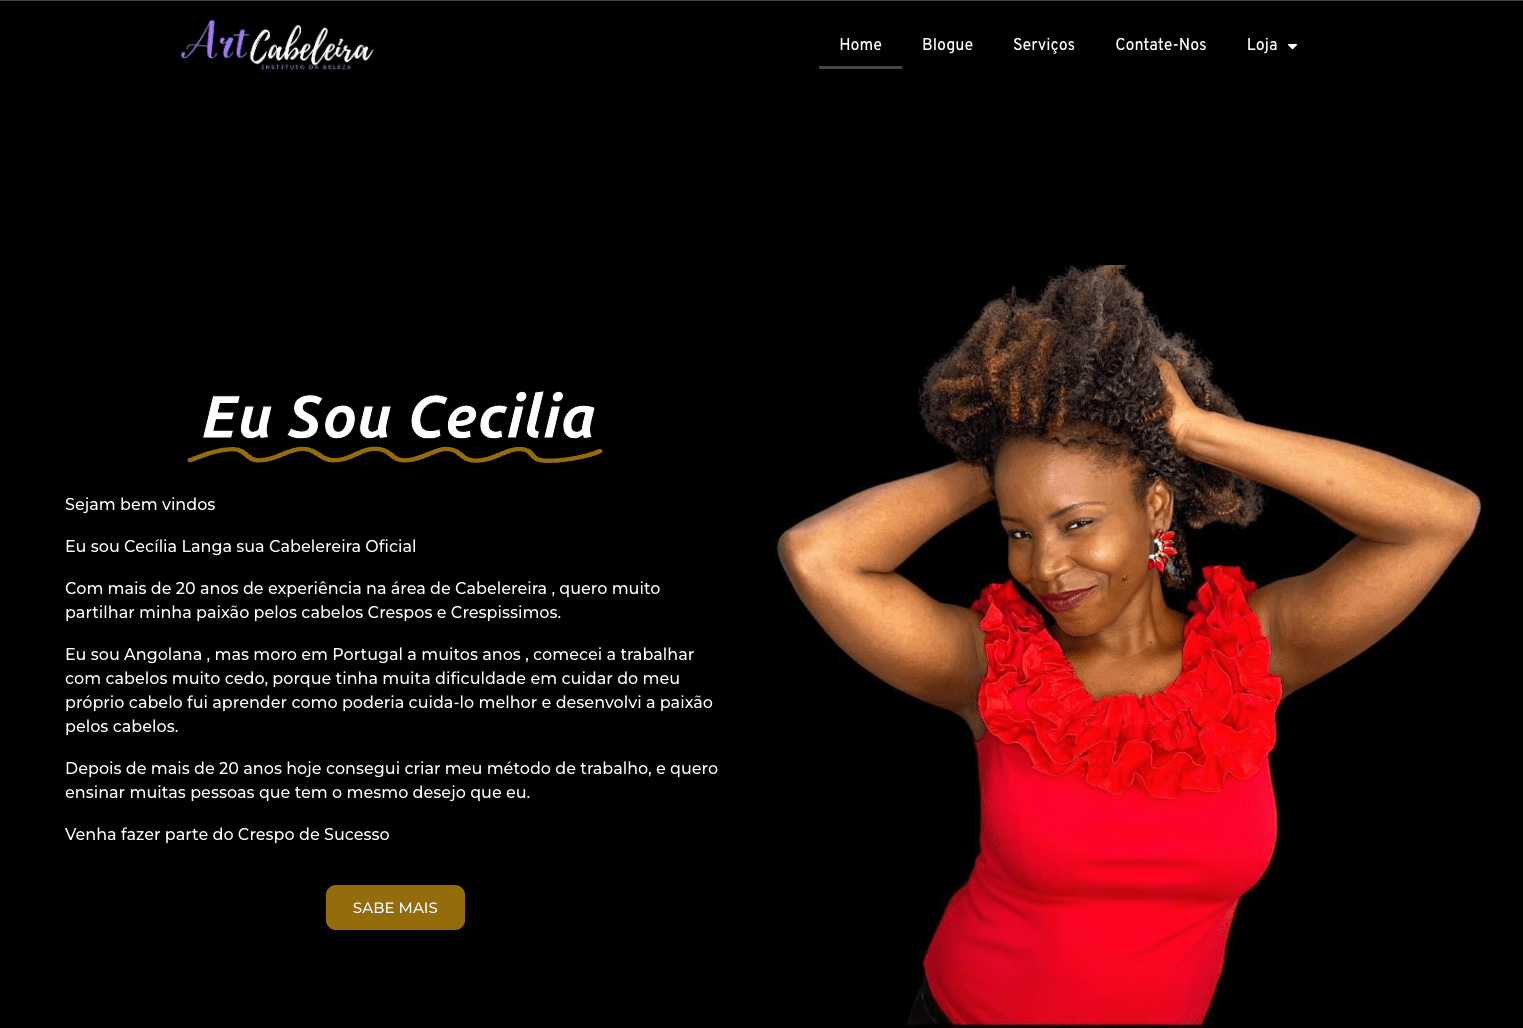 Art Cabeleira
INSTITUTO DA BELEZA
Home Blogue Serviços Contate-Nos Loja
Eu Sou Cecilia
Sejam bem vindos
Eu sou Cecília Langa sua Cabelereira Oficial
Com mais de 20 anos de experiência na área de Cabelereira , quero muito
partilhar minha paixão pelos cabelos Crespos e Crespissimos.
Eu sou Angolana , mas moro em Portugal a muitos anos , comecei a trabalhar
com cabelos muito cedo, porque tinha muita dificuldade em cuidar do meu
próprio cabelo fui aprender como poderia cuida-lo melhor e desenvolvi a paixão
pelos cabelos.
Depois de mais de 20 anos hoje consegui criar meu método de trabalho, e quero
ensinar muitas pessoas que tem o mesmo desejo que eu.
Venha fazer parte do Crespo de Sucesso
SABE MAIS